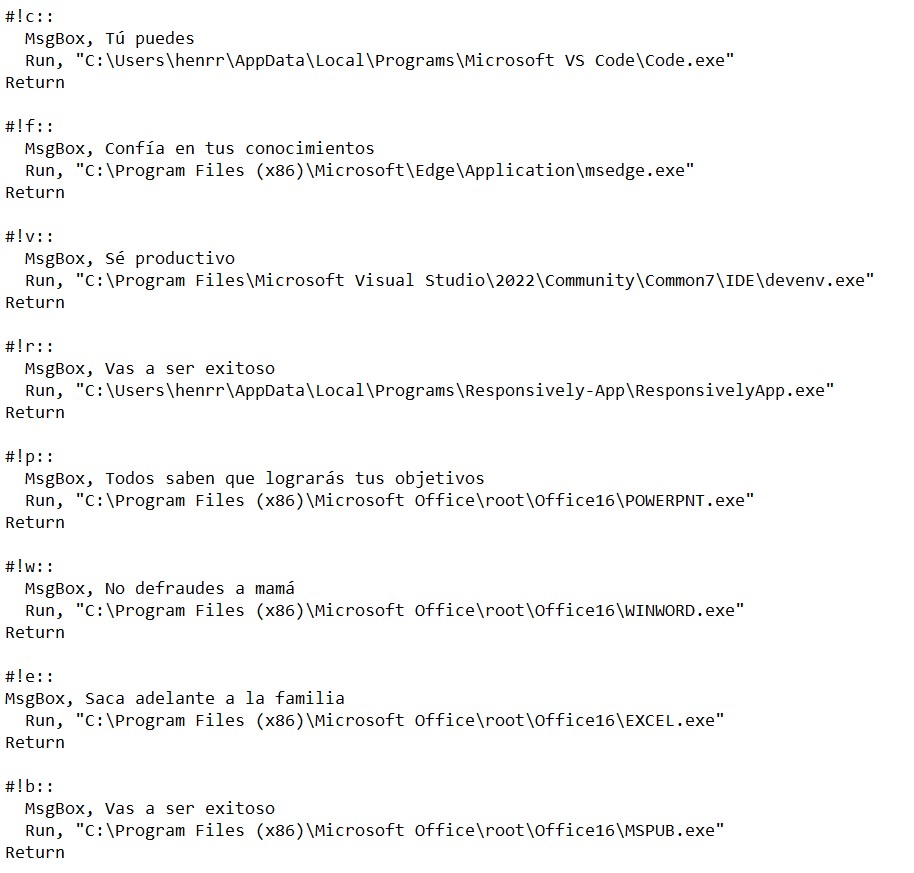 #!c::
MsgBox, Tú puedes
Run, "C:\Users\henrr\AppData\Local\Programs\Microsoft VS Code\Code.exe"
Return
#!f::
MsgBox, Confía en tus conocimientos
Run, "C:\Program Files (x86)\Microsoft\Edge\Application\msedge.exe"
Return
#!v::
MsgBox, Sé productivo
Run, "C:\Program Files\Microsoft Visual Studio\2022\Community\Common7\IDE\devenv.exe"
Return
#!r::
MsgBox, Vas a ser exitoso
Run, "C:\Users\henrr\AppData\Local\Programs\Responsively-App\ResponsivelyApp.exe"
Return
#!p::
MsgBox, Todos saben que lograrás tus objetivos
Run, "C:\Program Files (x86)\Microsoft Office\root\Office16\POWERPNT.exe"
Return
#!w::
MsgBox, No defraudes a mamá
Run, "C:\Program Files (x86)\Microsoft Office\root\Office16\WINWORD.exe"
Return
#!e::
MsgBox, Saca adelante a la familia
Run, "C:\Program Files (x86)\Microsoft Office\root\Office16\EXCEL.exe"
Return
#!b::
MsgBox, Vas a ser exitoso
Run, "C:\Program Files (x86)\Microsoft Office\root\Office16\MSPUB.exe"
Return